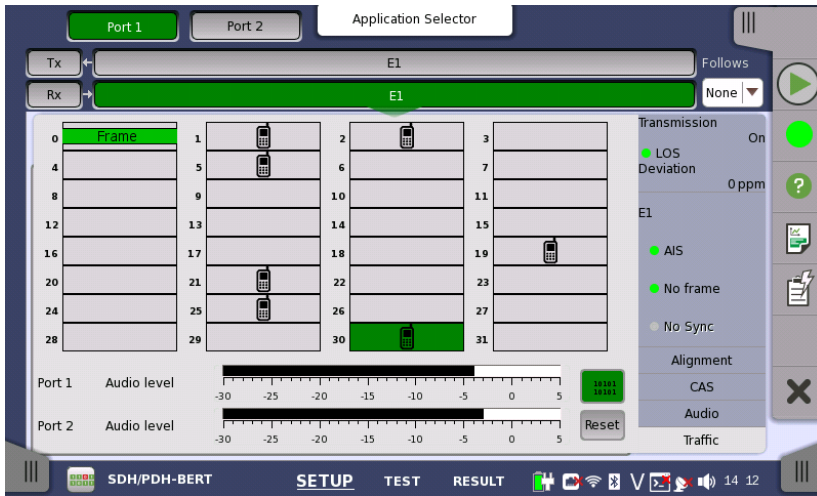 Port 1 Port 2 Application Selector
Tx E1 Follows
Rx E1 None
Transmission
On
LOS
Deviation
0 ppm
E1
AIS
No frame
No Sync
Alignment
CAS
Audio
Traffic
0 Frame 1 2 3
4 5 6 7
8 9 10 11
12 13 14 15
16 17 18 19
20 21 22 23
24 25 26 27
28 29 30 31
Port 1 Audio level
-30 -25 -20 -15 -10 -5 0 5
10101
10101
Port 2 Audio level
-30 -25 -20 -15 -10 -5 0 5
Reset
SDH/PDH-BERT SETUP TEST RESULT 14 12